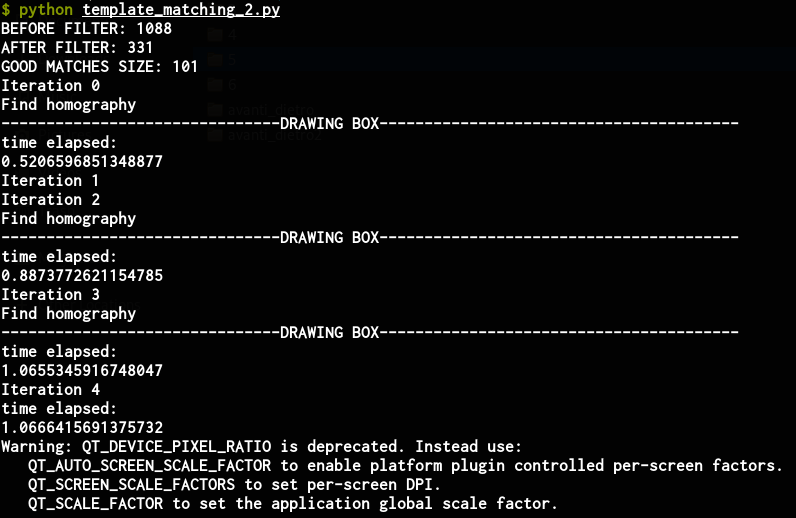 $ python template_matching_2.py
BEFORE FILTER: 1088
AFTER FILTER: 331
GOOD MATCHES SIZE: 101
Iteration 0
Find homography
-------------------------------DRAWING BOX----------------------------------------
time elapsed:
0.5206596851348877
Iteration 1
Iteration 2
Find homography
-------------------------------DRAWING BOX----------------------------------------
time elapsed:
0.8873772621154785
Iteration 3
Find homography
-------------------------------DRAWING BOX----------------------------------------
time elapsed:
1.0655345916748047
Iteration 4
time elapsed:
1.0666415691375732
Warning: QT_DEVICE_PIXEL_RATIO is deprecated. Instead use:
   QT_AUTO_SCREEN_SCALE_FACTOR to enable platform plugin controlled per-screen factors.
   QT_SCREEN_SCALE_FACTORS to set per-screen DPI.
   QT_SCALE_FACTOR to set the application global scale factor.